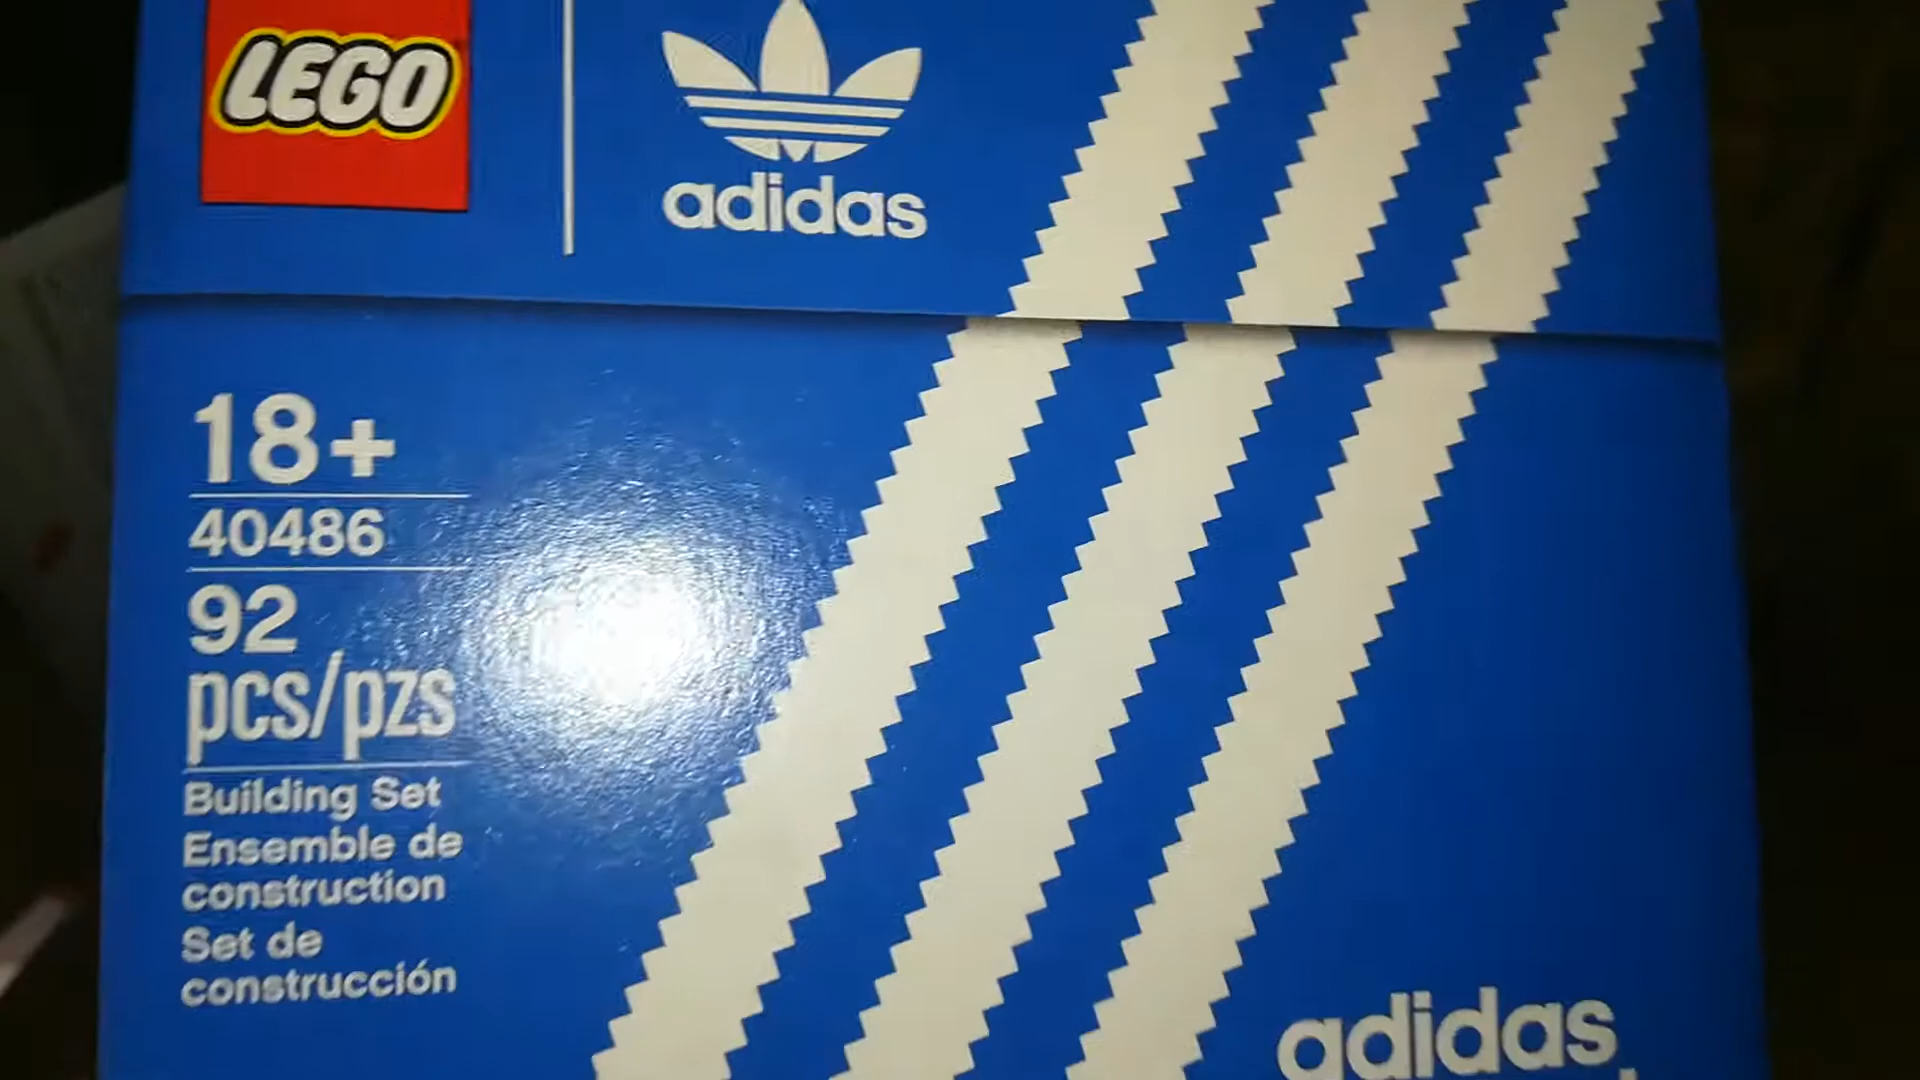 LEGO
adidas
18+
40486
92
pcs/pzs
Building Set
Ensemble de
construction
Set de
construcción
adidas